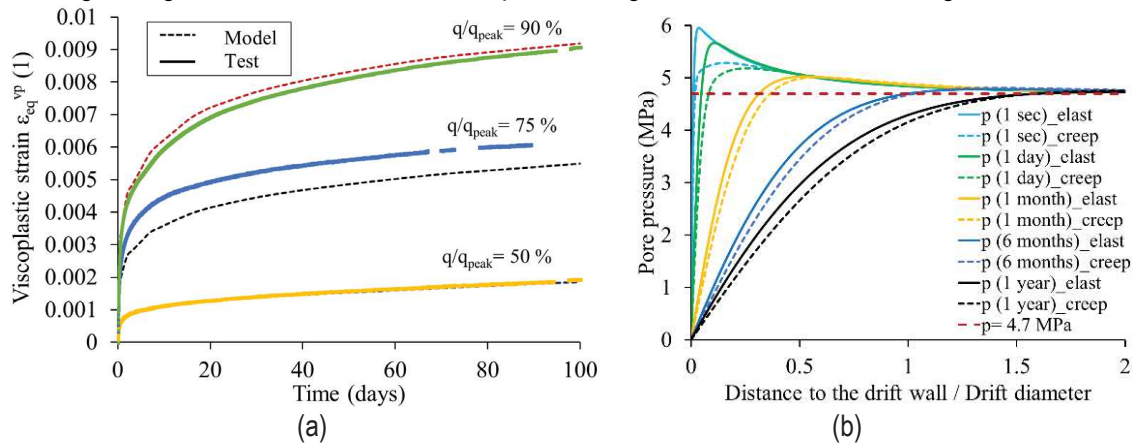 0.01
0.009
0.008
0.007
0.006
0.005
0.004
0.003
0.002
0.001
0
Viscoplastic strain εeq^vp (1)
Model
Test
q/qpeak= 90 %
q/qpeak= 75 %
q/qpeak= 50 %
0 20 40 60 80 100
Time (days)
(a)
6
5
4
3
2
1
0
Pore pressure (MPa)
p (1 sec)_elast
p (1 sec)_creep
p (1 day)_elast
p (1 day)_creep
p (1 month)_elast
p (1 month)_creep
p (6 months)_elast
p (6 months)_creep
p (1 year)_elast
p (1 year)_creep
p= 4.7 MPa
0 0.5 1 1.5 2
Distance to the drift wall / Drift diameter
(b)